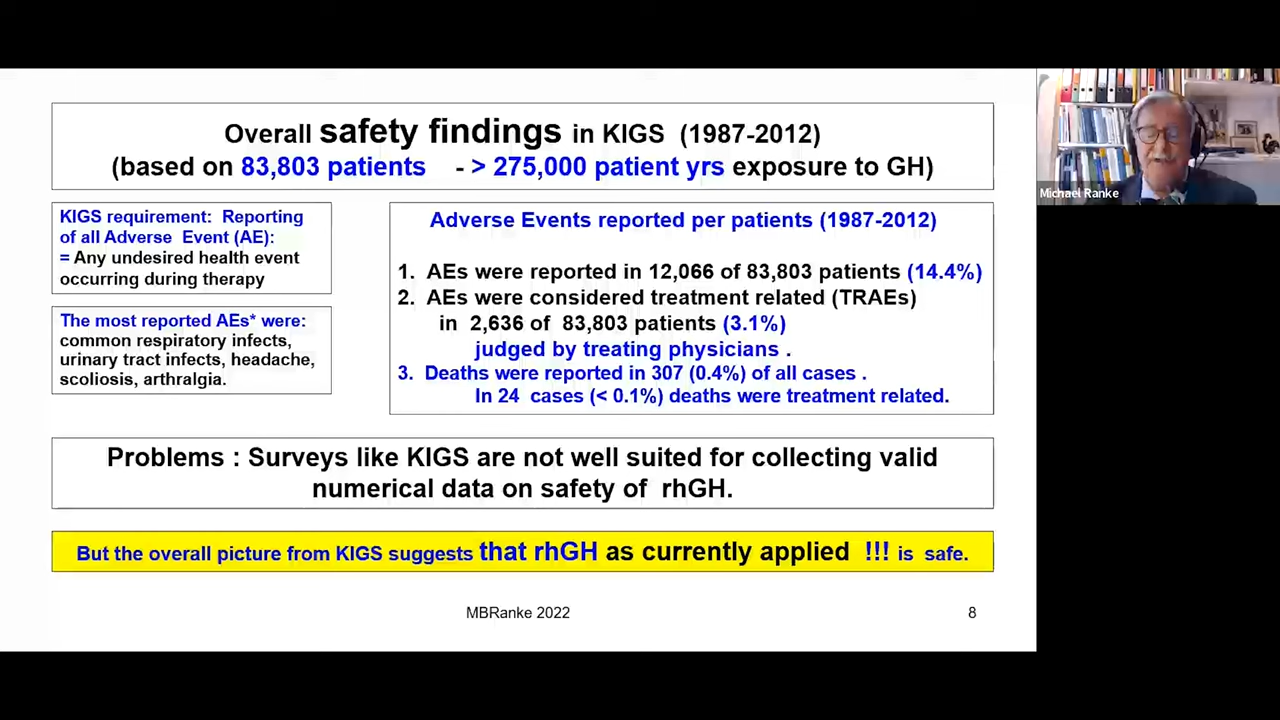 Overall safety findings in KIGS (1987-2012)
(based on 83,803 patients - > 275,000 patient yrs exposure to GH)
KIGS requirement: Reporting
of all Adverse Event (AE):
= Any undesired health event
occurring during therapy
The most reported AEs* were:
common respiratory infects,
urinary tract infects, headache,
scoliosis, arthralgia.
Adverse Events reported per patients (1987-2012)
1. AEs were reported in 12,066 of 83,803 patients (14.4%)
2. AEs were considered treatment related (TRAEs)
in 2,636 of 83,803 patients (3.1%)
judged by treating physicians .
3. Deaths were reported in 307 (0.4%) of all cases .
In 24 cases (< 0.1%) deaths were treatment related.
Problems : Surveys like KIGS are not well suited for collecting valid
numerical data on safety of rhGH.
But the overall picture from KIGS suggests that rhGH as currently applied !!! is safe.
MBRanke 2022
8
Michael Ranke